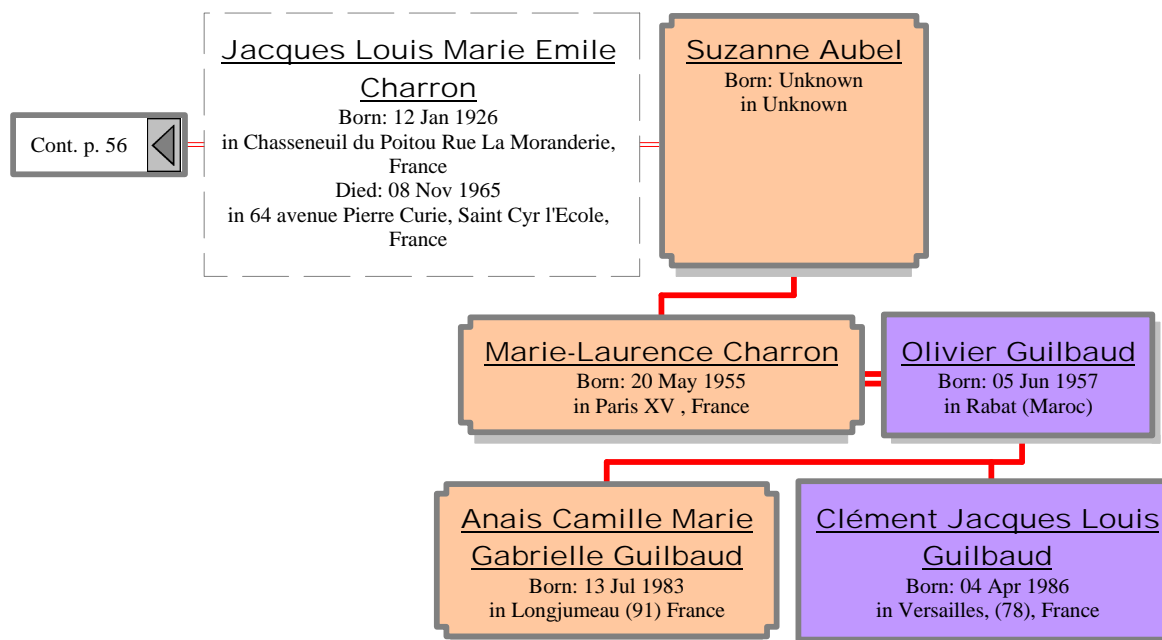 Jacques Louis Marie Emile
Charron
Born: 12 Jan 1926
in Chasseneuil du Poitou Rue La Moranderie,
France
Died: 08 Nov 1965
in 64 avenue Pierre Curie, Saint Cyr l'Ecole,
France
Suzanne Aubel
Born: Unknown
in Unknown
Cont. p. 56
Marie-Laurence Charron
Born: 20 May 1955
in Paris XV , France
Olivier Guilbaud
Born: 05 Jun 1957
in Rabat (Maroc)
Anais Camille Marie
Gabrielle Guilbaud
Born: 13 Jul 1983
in Longjumeau (91) France
Clément Jacques Louis
Guilbaud
Born: 04 Apr 1986
in Versailles, (78), France